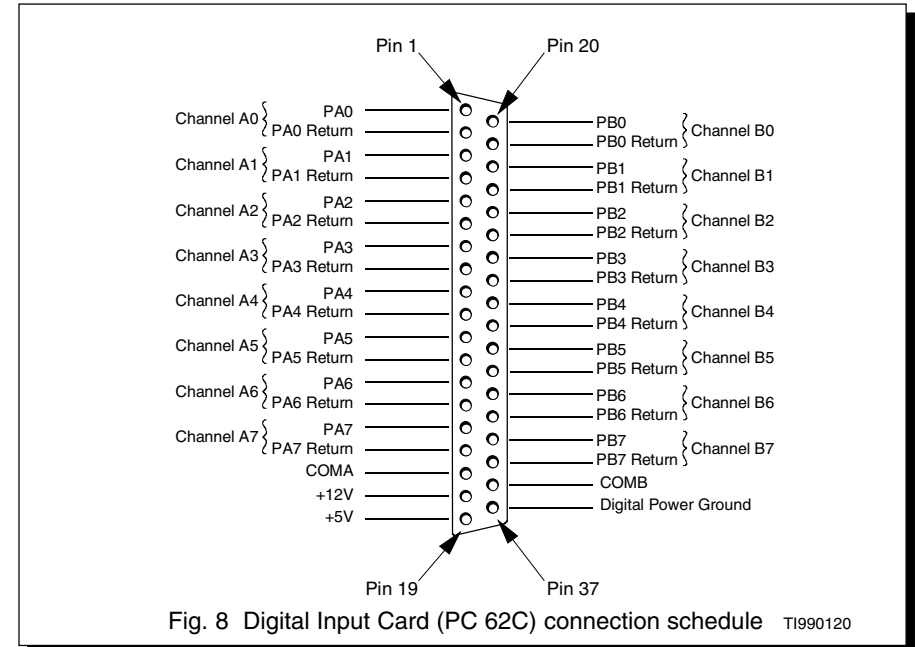 Pin 1
Pin 20
Channel A0
PA0
PA0 Return
Channel A1
PA1
PA1 Return
Channel A2
PA2
PA2 Return
Channel A3
PA3
PA3 Return
Channel A4
PA4
PA4 Return
Channel A5
PA5
PA5 Return
Channel A6
PA6
PA6 Return
Channel A7
PA7
PA7 Return
COMA
+12V
+5V
PB0
PB0 Return
Channel B0
PB1
PB1 Return
Channel B1
PB2
PB2 Return
Channel B2
PB3
PB3 Return
Channel B3
PB4
PB4 Return
Channel B4
PB5
PB5 Return
Channel B5
PB6
PB6 Return
Channel B6
PB7
PB7 Return
Channel B7
COMB
Digital Power Ground
Pin 19
Pin 37
Fig. 8 Digital Input Card (PC 62C) connection schedule TI990120